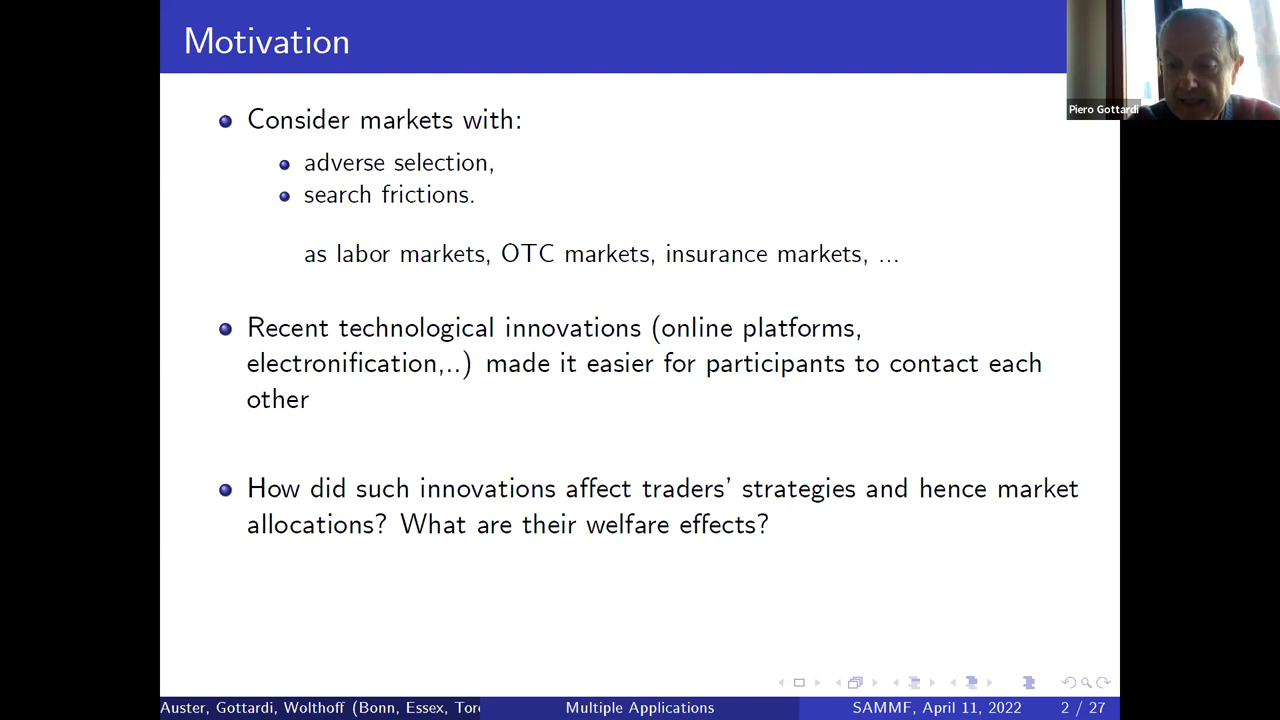 Motivation
Piero Gottardi
Consider markets with:
adverse selection,
search frictions.
as labor markets, OTC markets, insurance markets, ...
Recent technological innovations (online platforms,
electronification,..) made it easier for participants to contact each
other
How did such innovations affect traders' strategies and hence market
allocations? What are their welfare effects?
Auster, Gottardi, Wolthoff (Bonn, Essex, Toro
Multiple Applications
SAMMF, April 11, 2022
2 / 27